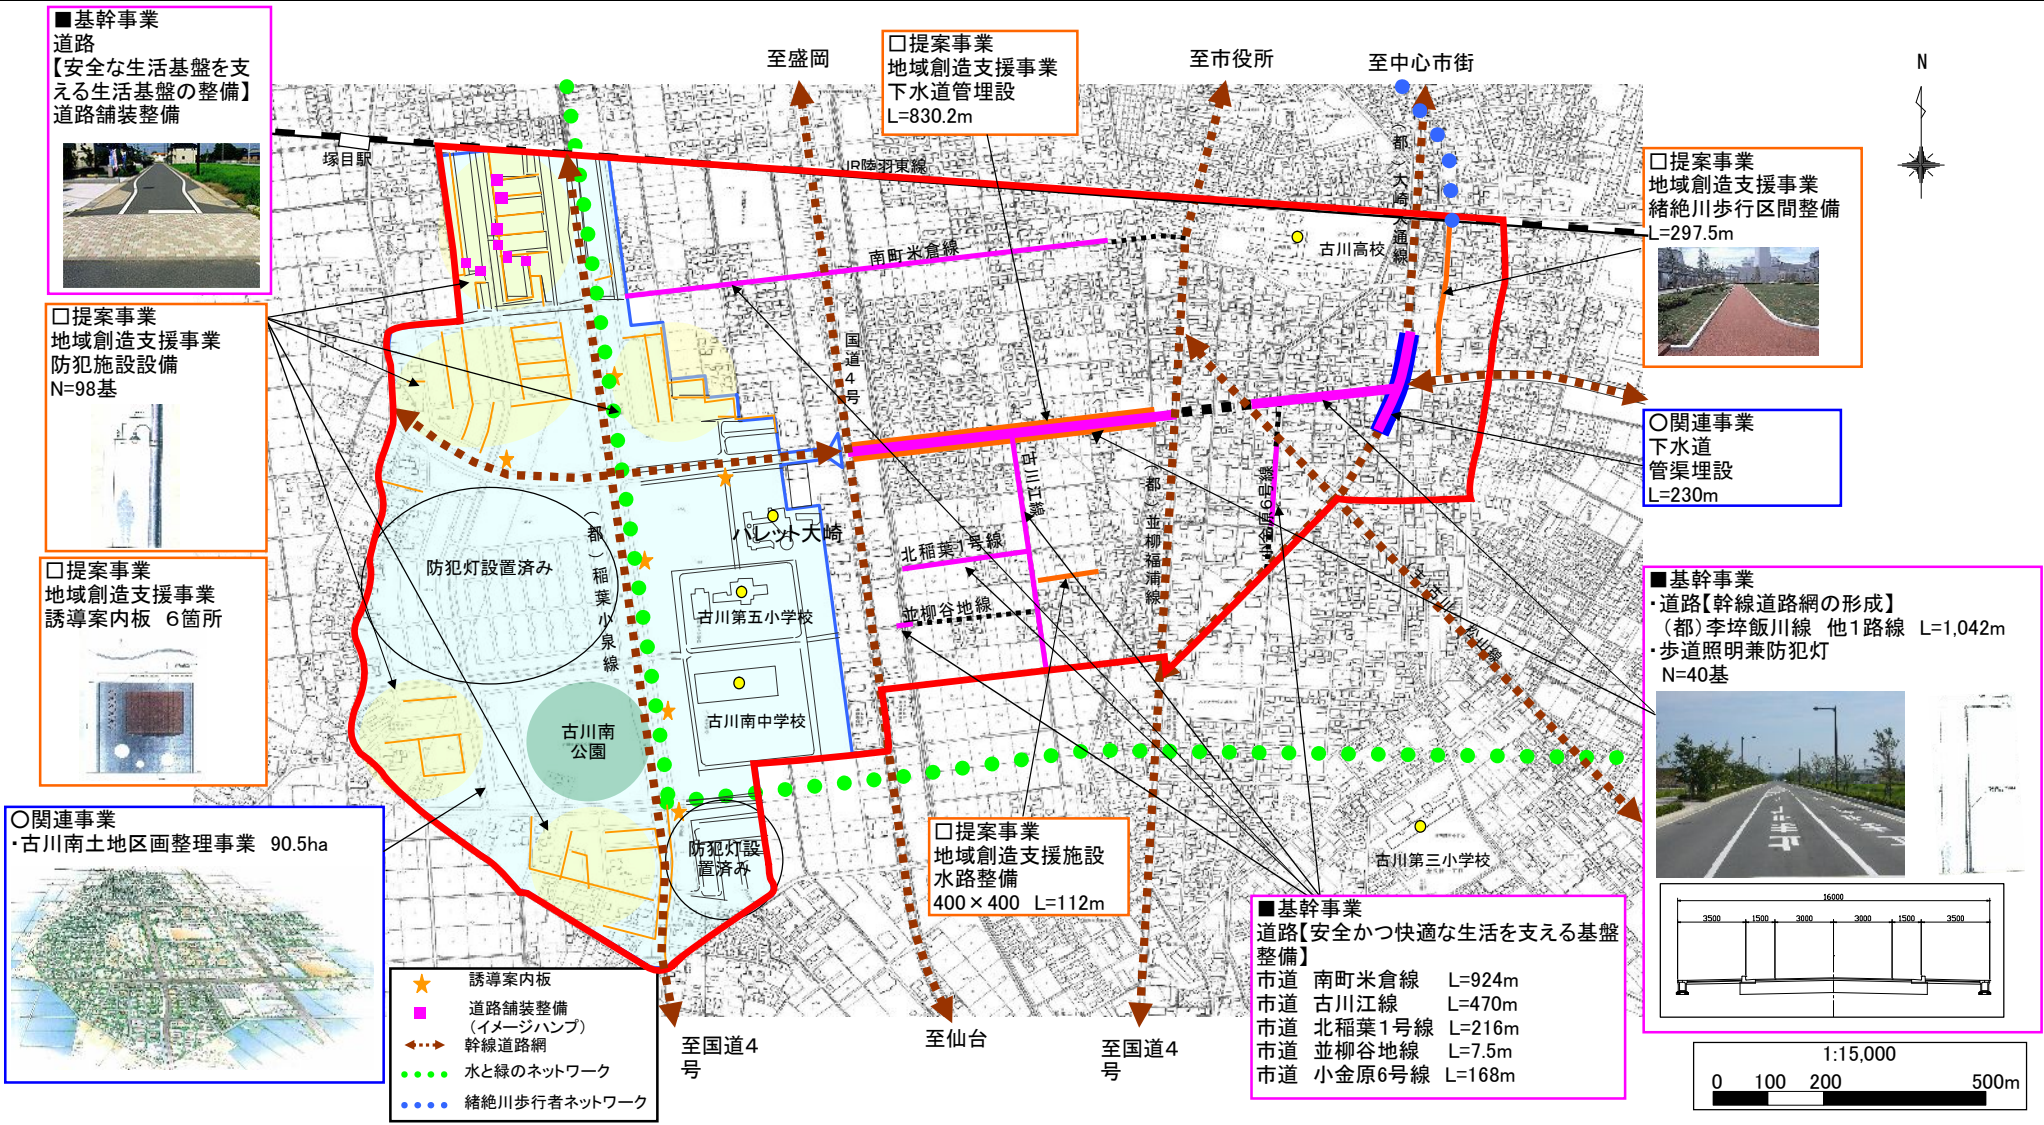 ■基幹事業
道路
【安全な生活基盤を支
える生活基盤の整備】
道路舗装整備
□提案事業
地域創造支援事業
防犯施設設備
N=98基
□提案事業
地域創造支援事業
誘導案内板 6箇所
○関連事業
・古川南土地区画整理事業 90.5ha
至盛岡
□提案事業
地域創造支援事業
下水道管埋設
L=830.2m
至市役所
至中心市街
N
□提案事業
地域創造支援事業
緒絶川歩行区間整備
L=297.5m
○関連事業
下水道
管渠埋設
L=230m
■基幹事業
・道路【幹線道路網の形成】
(都)李埣飯川線 他1路線 L=1,042m
・歩道照明兼防犯灯
N=40基
16000
3500 1500 3000 3000 1500 3500
1:15,000
0 100 200 500m
塚目駅
JR陸羽東線
南町米倉線
古川高校
(都)大崎大通線
国道4号
古川江線
(都)並柳福浦線
小金原6号線
パレット大崎
北稲葉1号線
並柳谷地線
防犯灯設置済み
(都)稲葉小泉線
古川第五小学校
古川南中学校
古川南
公園
防犯灯設
置済み
古川第三小学校
□提案事業
地域創造支援施設
水路整備
400×400 L=112m
■基幹事業
道路【安全かつ快適な生活を支える基盤
整備】
市道 南町米倉線 L=924m
市道 古川江線 L=470m
市道 北稲葉1号線 L=216m
市道 並柳谷地線 L=7.5m
市道 小金原6号線 L=168m
誘導案内板
道路舗装整備
(イメージハンプ)
幹線道路網
水と緑のネットワーク
緒絶川歩行者ネットワーク
至国道4
号
至仙台
至国道4
号